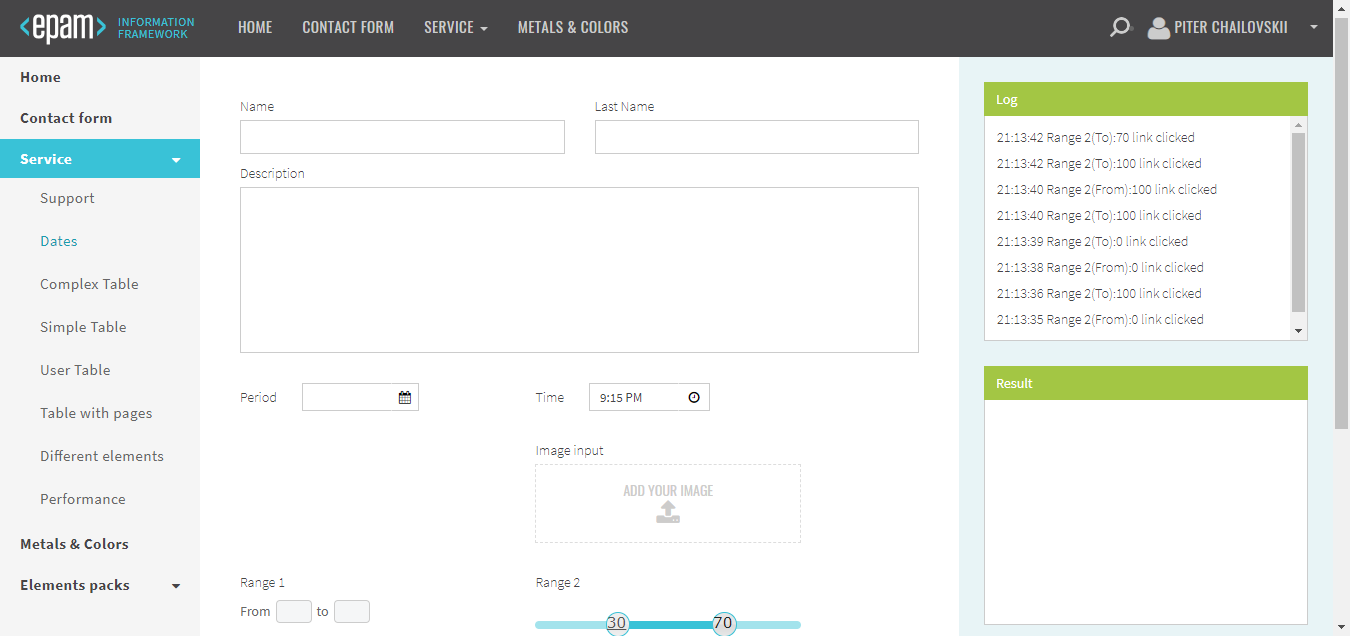 <epam> INFORMATION FRAMEWORK
HOME CONTACT FORM SERVICE METALS & COLORS
PITER CHAILOVSKII
Home
Contact form
Service
Support
Dates
Complex Table
Simple Table
User Table
Table with pages
Different elements
Performance
Metals & Colors
Elements packs
Name
Last Name
Description
Period
Time 9:15 PM
Image input
ADD YOUR IMAGE
Range 1
From to
Range 2
30 70
Log
21:13:42 Range 2(To):70 link clicked
21:13:42 Range 2(To):100 link clicked
21:13:40 Range 2(From):100 link clicked
21:13:40 Range 2(To):100 link clicked
21:13:39 Range 2(To):0 link clicked
21:13:38 Range 2(From):0 link clicked
21:13:36 Range 2(To):100 link clicked
21:13:35 Range 2(From):0 link clicked
Result